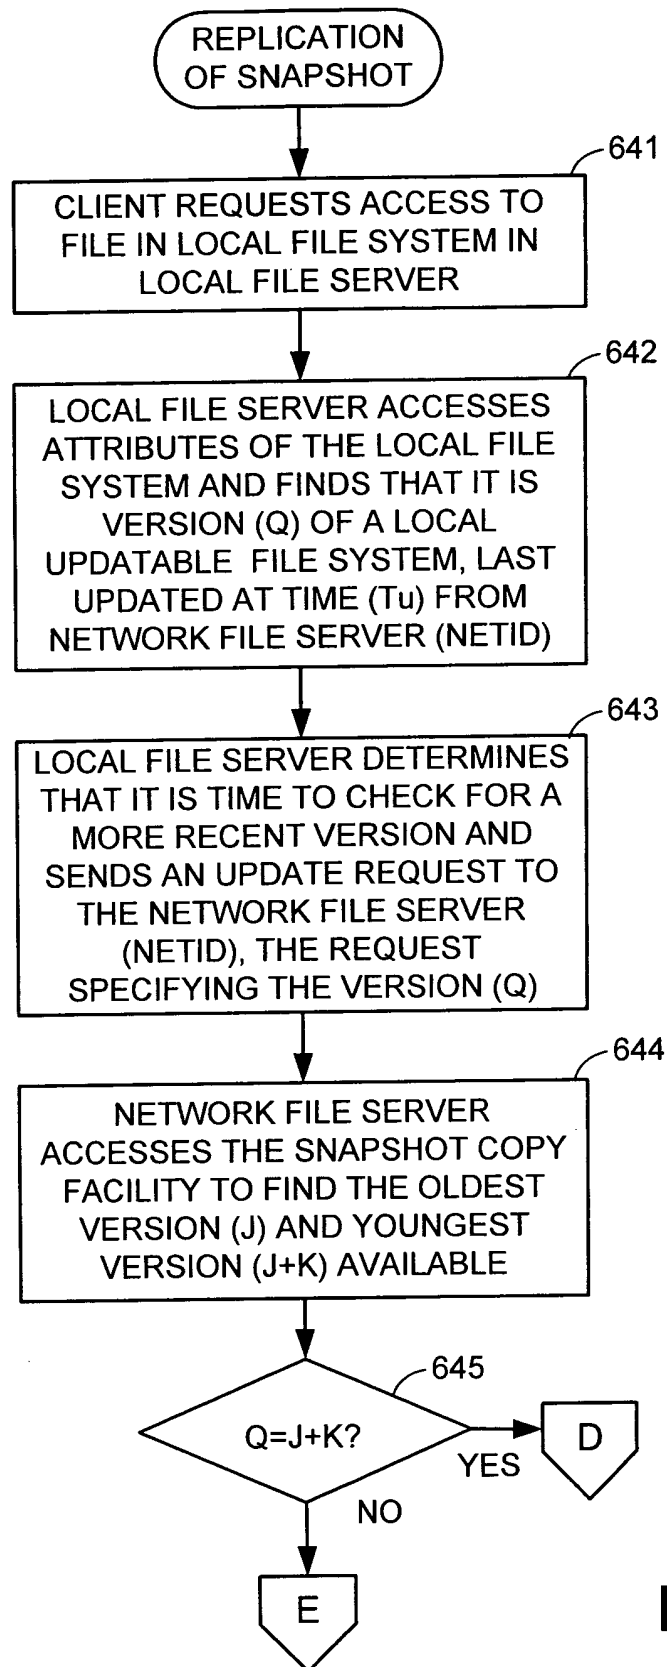 REPLICATION
OF SNAPSHOT
641
CLIENT REQUESTS ACCESS TO
FILE IN LOCAL FILE SYSTEM IN
LOCAL FILE SERVER
642
LOCAL FILE SERVER ACCESSES
ATTRIBUTES OF THE LOCAL FILE
SYSTEM AND FINDS THAT IT IS
VERSION (Q) OF A LOCAL
UPDATABLE FILE SYSTEM, LAST
UPDATED AT TIME (Tu) FROM
NETWORK FILE SERVER (NETID)
643
LOCAL FILE SERVER DETERMINES
THAT IT IS TIME TO CHECK FOR A
MORE RECENT VERSION AND
SENDS AN UPDATE REQUEST TO
THE NETWORK FILE SERVER
(NETID), THE REQUEST
SPECIFYING THE VERSION (Q)
644
NETWORK FILE SERVER
ACCESSES THE SNAPSHOT COPY
FACILITY TO FIND THE OLDEST
VERSION (J) AND YOUNGEST
VERSION (J+K) AVAILABLE
645
Q=J+K?
YES
D
NO
E